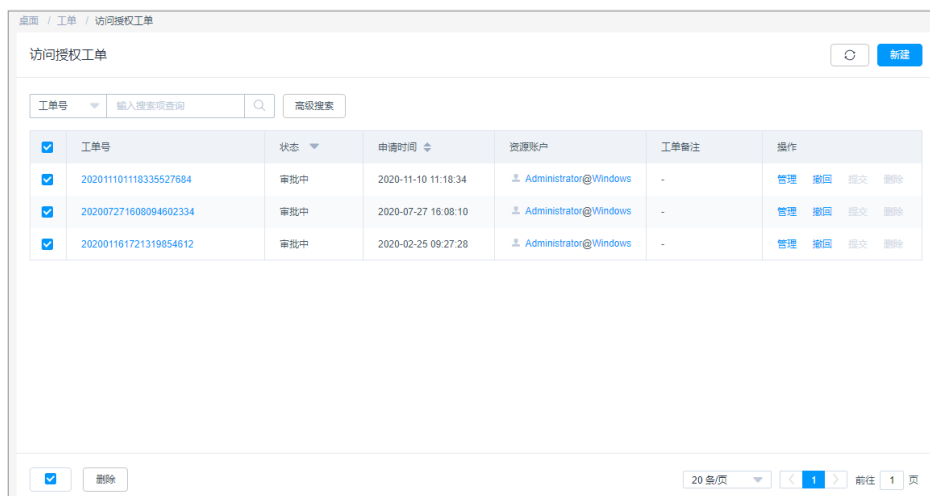 桌面 / 工单 / 访问授权工单
访问授权工单 新建
工单号 输入搜索项查询 高级搜索
工单号 状态 申请时间 资源账户 工单备注 操作
202011101118335527684 审批中 2020-11-10 11:18:34 Administrator@Windows - 管理 撤回 提交 删除
202007271608094602334 审批中 2020-07-27 16:08:10 Administrator@Windows - 管理 撤回 提交 删除
202001161721319854612 审批中 2020-02-25 09:27:28 Administrator@Windows - 管理 撤回 提交 删除
删除 20 条/页 1 前往 1 页